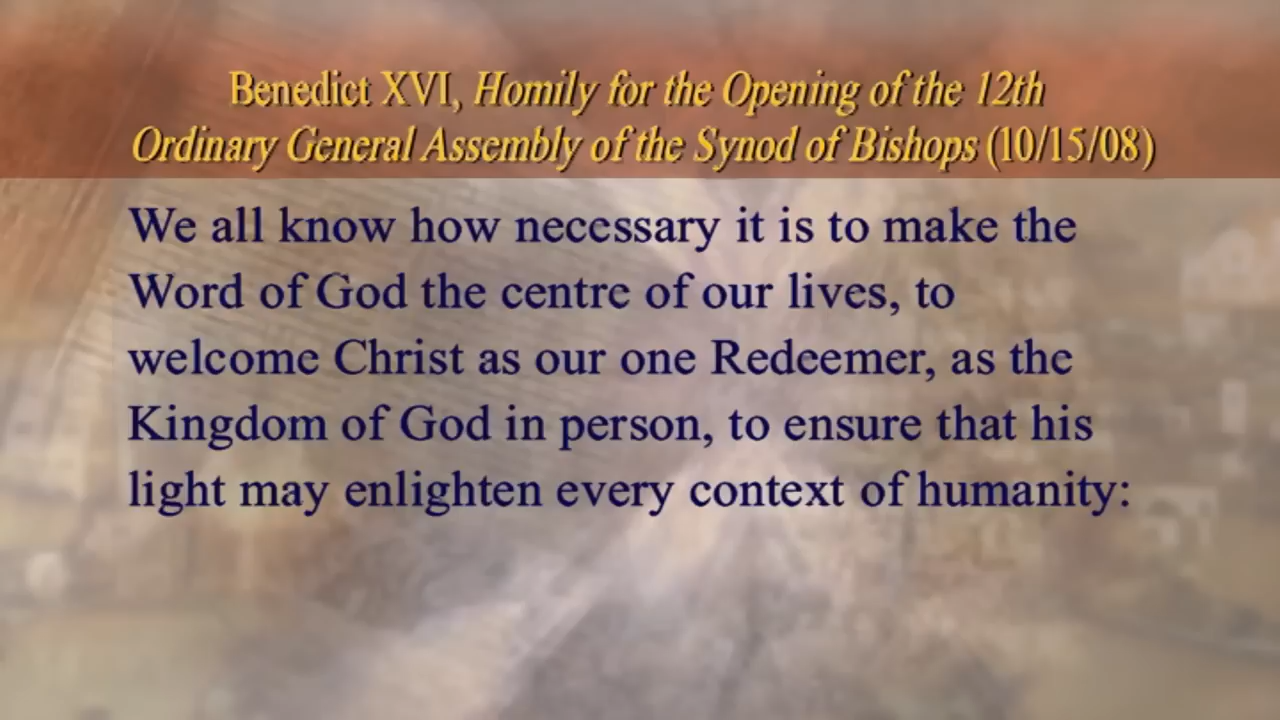 Benedict XVI, Homily for the Opening of the 12th
Ordinary General Assembly of the Synod of Bishops (10/15/08)
We all know how necessary it is to make the
Word of God the centre of our lives, to
welcome Christ as our one Redeemer, as the
Kingdom of God in person, to ensure that his
light may enlighten every context of humanity: